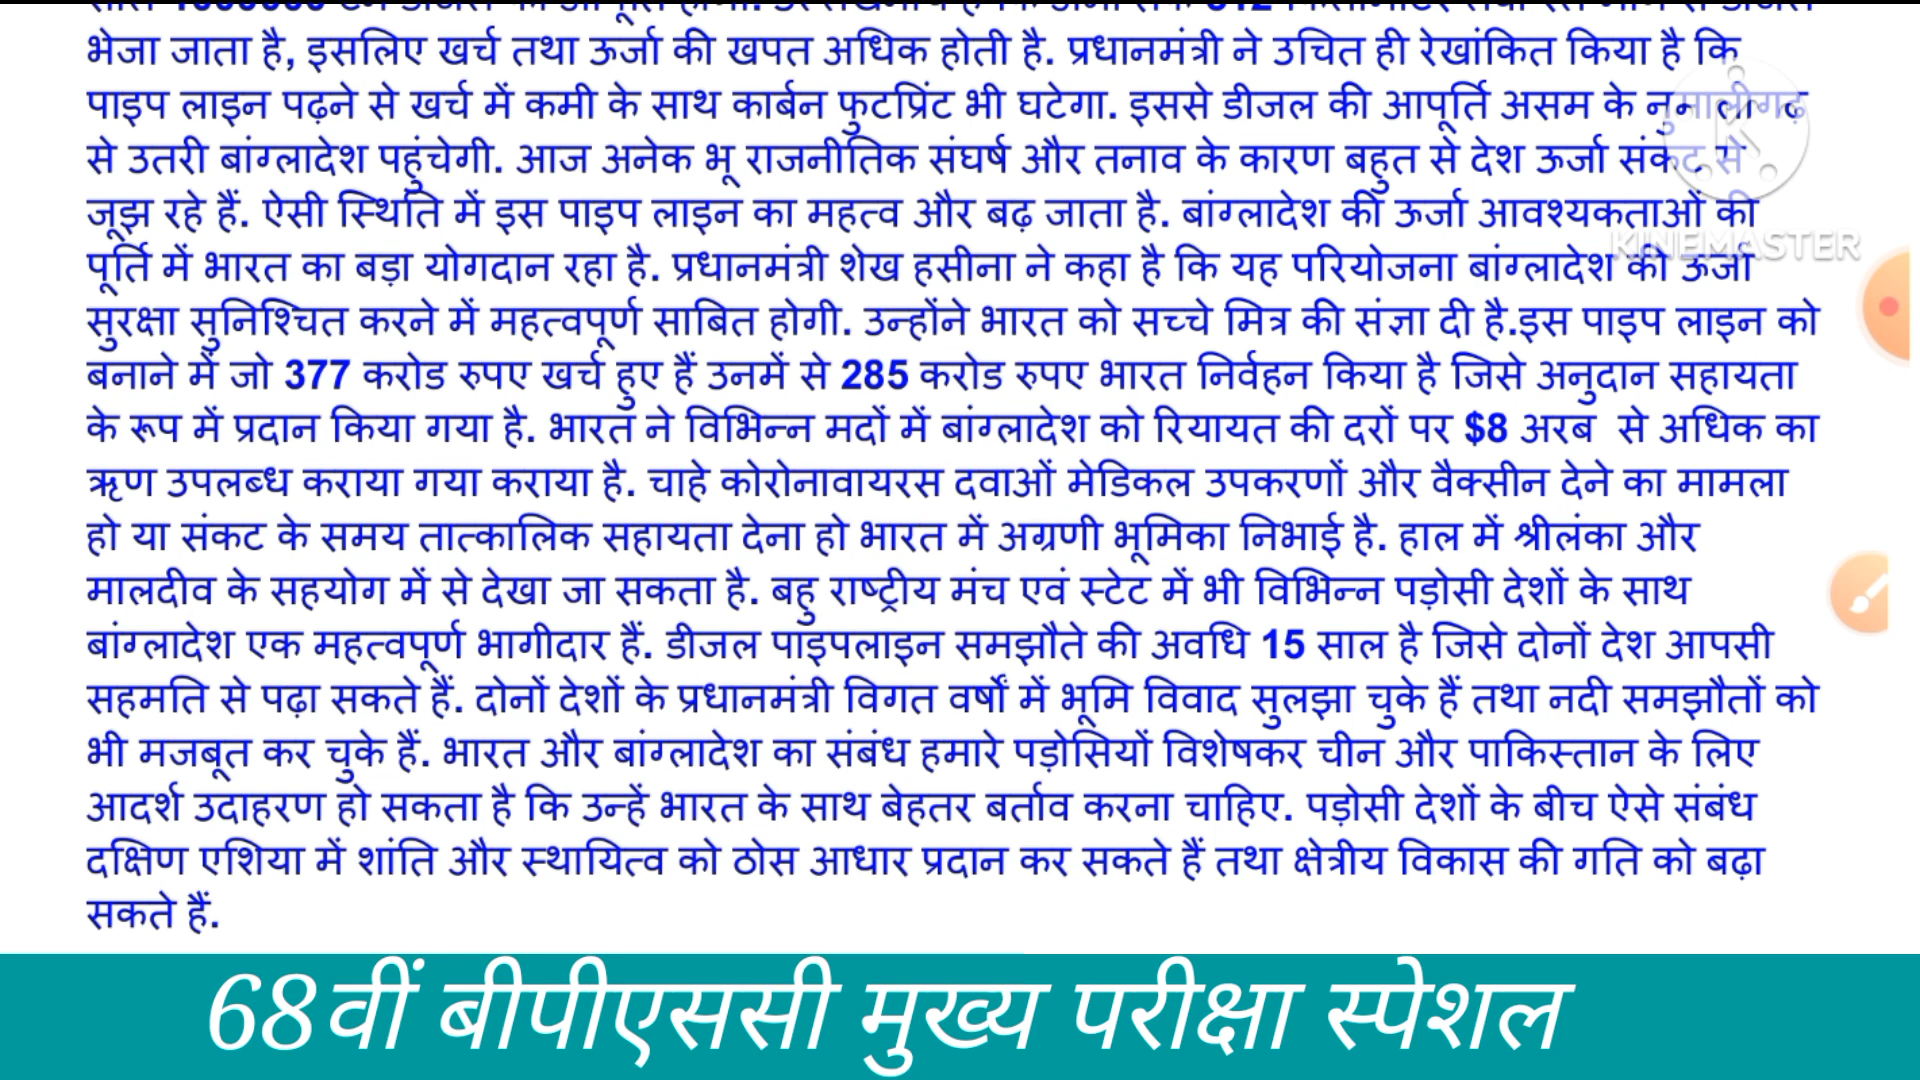 भेजा जाता है, इसलिए खर्च तथा ऊर्जा की खपत अधिक होती है. प्रधानमंत्री ने उचित ही रेखांकित किया है कि
पाइप लाइन पढ़ने से खर्च में कमी के साथ कार्बन फुटप्रिंट भी घटेगा. इससे डीजल की आपूर्ति असम के नुमालीगढ़
से उतरी बांग्लादेश पहुंचेगी. आज अनेक भू राजनीतिक संघर्ष और तनाव के कारण बहुत से देश ऊर्जा संकट से
जूझ रहे हैं. ऐसी स्थिति में इस पाइप लाइन का महत्व और बढ़ जाता है. बांग्लादेश की ऊर्जा आवश्यकताओं की
KINEMASTER
पूर्ति में भारत का बड़ा योगदान रहा है. प्रधानमंत्री शेख हसीना ने कहा है कि यह परियोजना बांग्लादेश की ऊर्जा
सुरक्षा सुनिश्चित करने में महत्वपूर्ण साबित होगी. उन्होंने भारत को सच्चे मित्र की संज्ञा दी है.इस पाइप लाइन को
बनाने में जो 377 करोड रुपए खर्च हुए हैं उनमें से 285 करोड रुपए भारत निर्वहन किया है जिसे अनुदान सहायता
के रूप में प्रदान किया गया है. भारत ने विभिन्न मदों में बांग्लादेश को रियायत की दरों पर $8 अरब से अधिक का
ऋण उपलब्ध कराया गया कराया है. चाहे कोरोनावायरस दवाओं मेडिकल उपकरणों और वैक्सीन देने का मामला
हो या संकट के समय तात्कालिक सहायता देना हो भारत में अग्रणी भूमिका निभाई है. हाल में श्रीलंका और
मालदीव के सहयोग में से देखा जा सकता है. बहु राष्ट्रीय मंच एवं स्टेट में भी विभिन्न पड़ोसी देशों के साथ
बांग्लादेश एक महत्वपूर्ण भागीदार हैं. डीजल पाइपलाइन समझौते की अवधि 15 साल है जिसे दोनों देश आपसी
सहमति से पढ़ा सकते हैं. दोनों देशों के प्रधानमंत्री विगत वर्षों में भूमि विवाद सुलझा चुके हैं तथा नदी समझौतों को
भी मजबूत कर चुके हैं. भारत और बांग्लादेश का संबंध हमारे पड़ोसियों विशेषकर चीन और पाकिस्तान के लिए
आदर्श उदाहरण हो सकता है कि उन्हें भारत के साथ बेहतर बर्ताव करना चाहिए. पड़ोसी देशों के बीच ऐसे संबंध
दक्षिण एशिया में शांति और स्थायित्व को ठोस आधार प्रदान कर सकते हैं तथा क्षेत्रीय विकास की गति को बढ़ा
सकते हैं.
68वीं बीपीएससी मुख्य परीक्षा स्पेशल